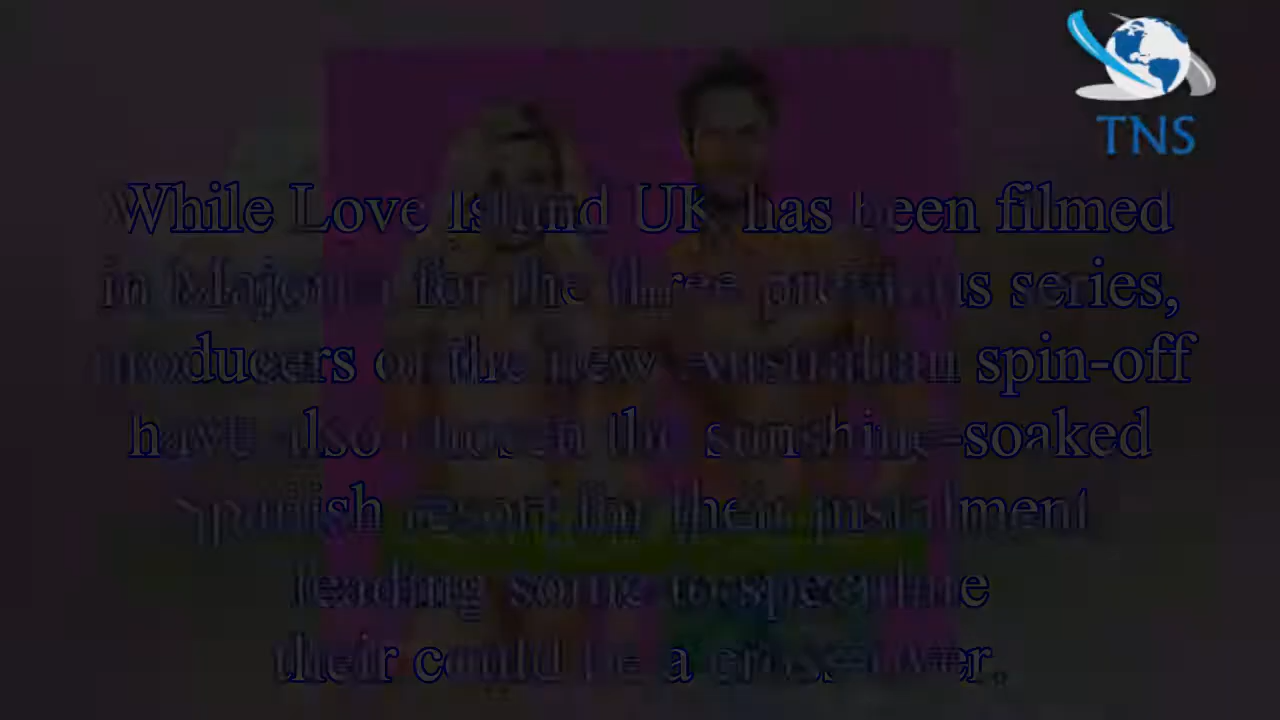 TNS
While Love Island UK has been filmed
in Majorca for the three previous series,
producers of the new Australian spin-off
have also chosen the sunshine-soaked
Spanish resort for their instalment
leading some to speculate
their could be a cross-over.